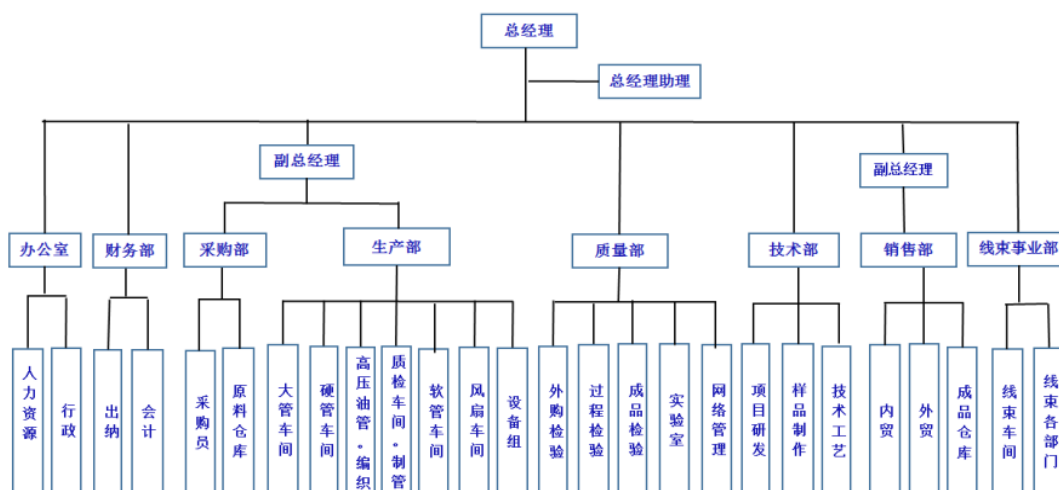 总经理
总经理助理
副总经理
副总经理
办公室
财务部
采购部
生产部
质量部
技术部
销售部
线束事业部
人力资源
行政
出纳
会计
采购员
原料仓库
大管车间
硬管车间
高压油管。编织
质检车间。制管
软管车间
风扇车间
设备组
外购检验
过程检验
成品检验
实验室
网络管理
项目研发
样品制作
技术工艺
内贸
外贸
成品仓库
线束车间
线束各部门